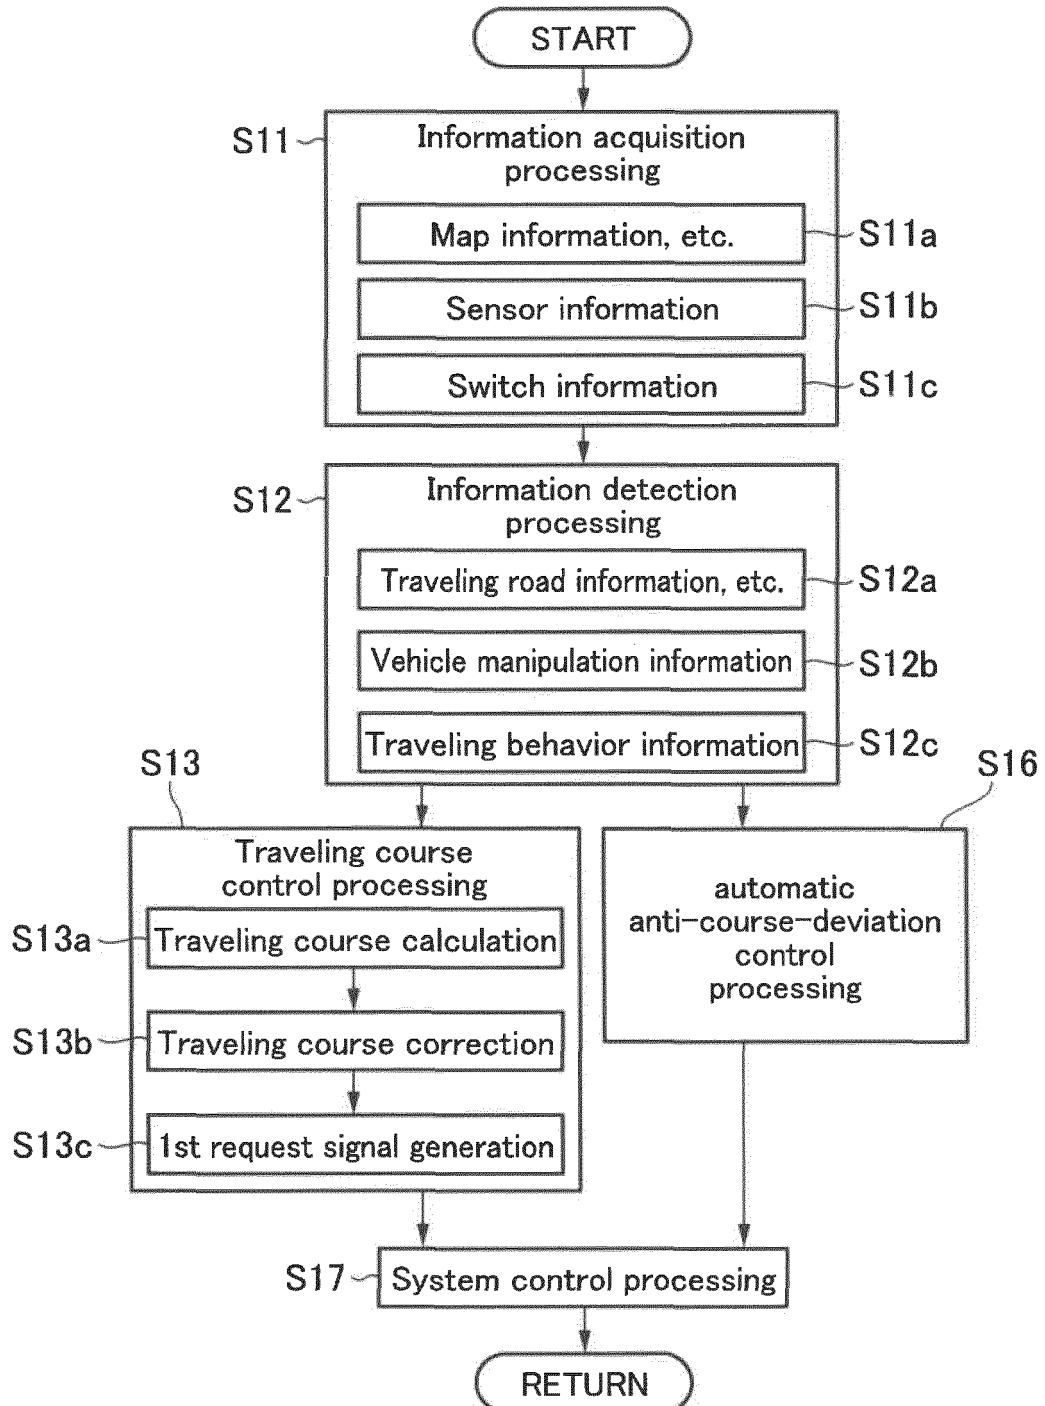 START
S11
Information acquisition
processing
Map information, etc.
S11a
Sensor information
S11b
Switch information
S11c
S12
Information detection
processing
Traveling road information, etc.
S12a
Vehicle manipulation information
S12b
Traveling behavior information
S12c
S13
S16
Traveling course
control processing
S13a
Traveling course calculation
S13b
Traveling course correction
S13c
1st request signal generation
automatic
anti-course-deviation
control
processing
S17
System control processing
RETURN